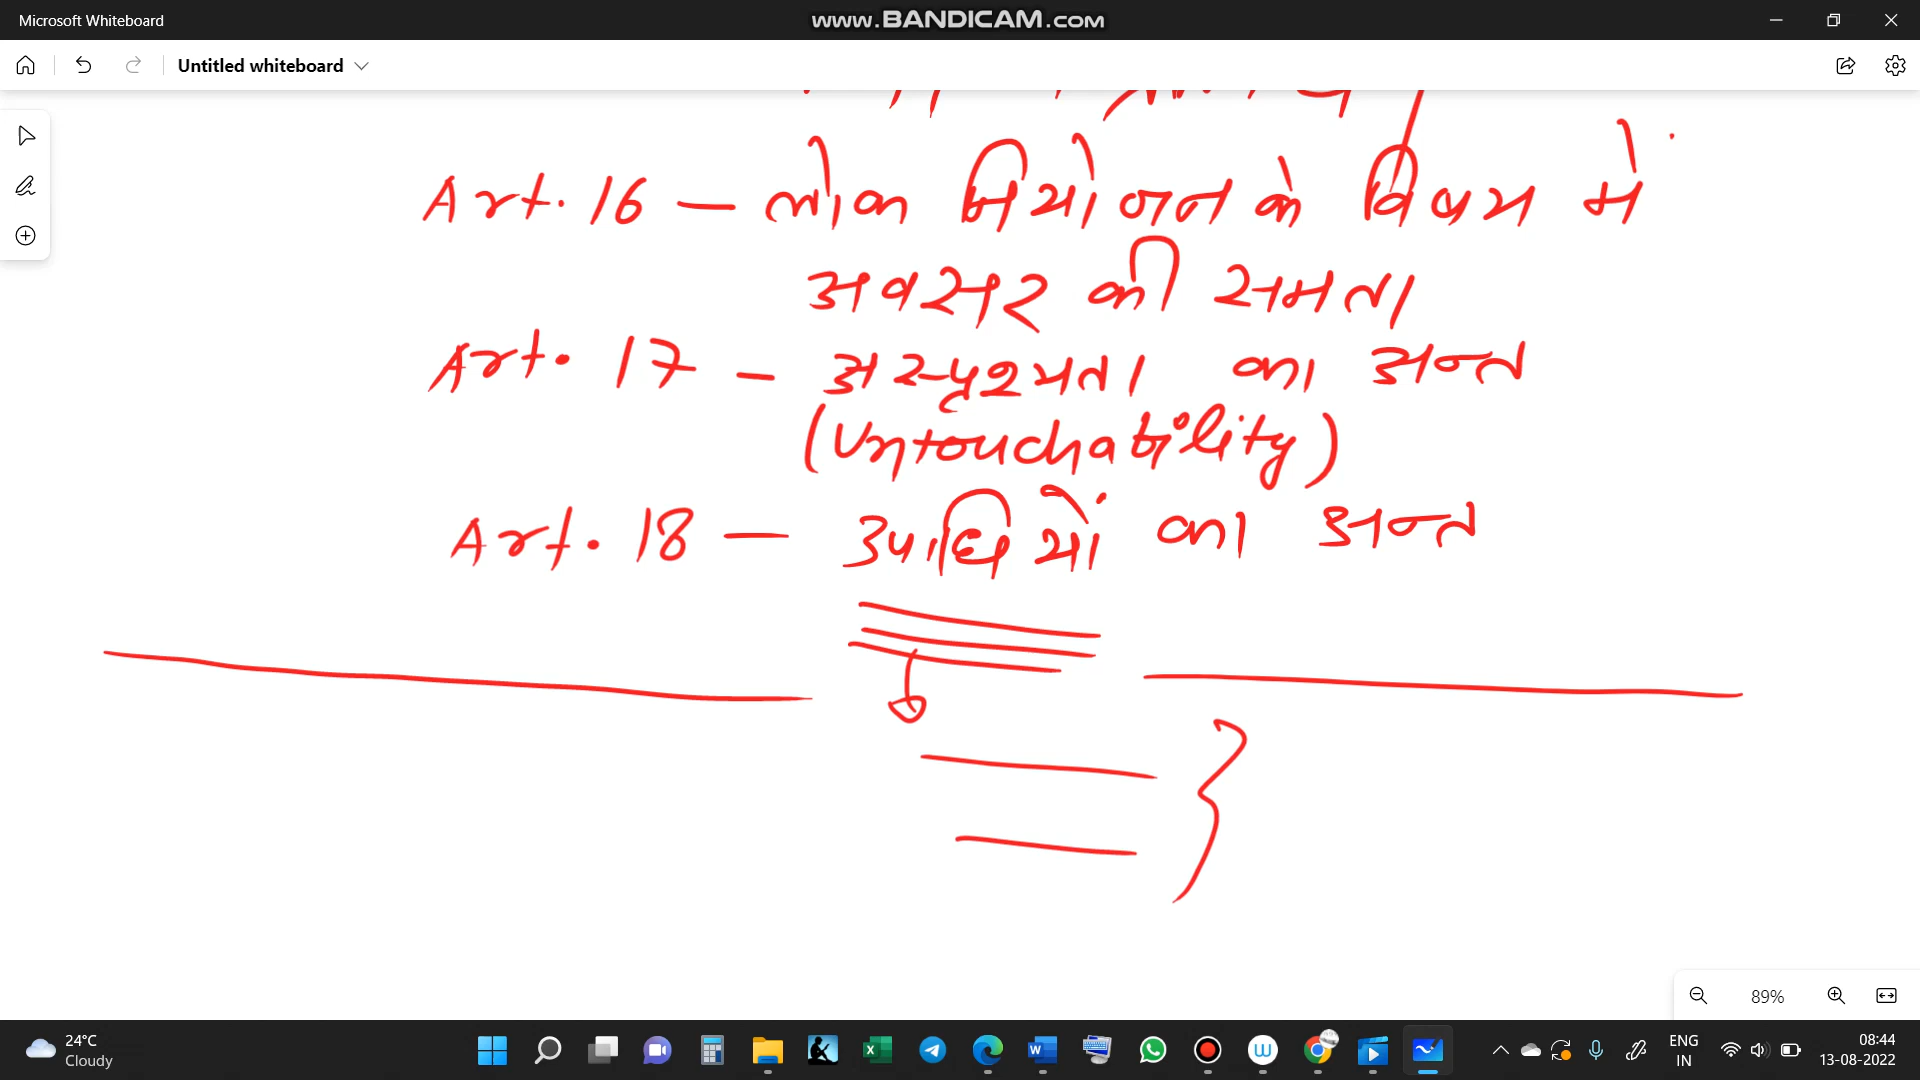 Microsoft Whiteboard
www.BANDICAM.com
Untitled whiteboard
Art. 16 — लोक नियोजन के विषय में
अवसर की समता
Art. 17 - अस्पृश्यता का अन्त
(Untouchability)
Art. 18 — उपाधियों का अन्त
89%
24°C
Cloudy
ENG
IN
08:44
13-08-2022